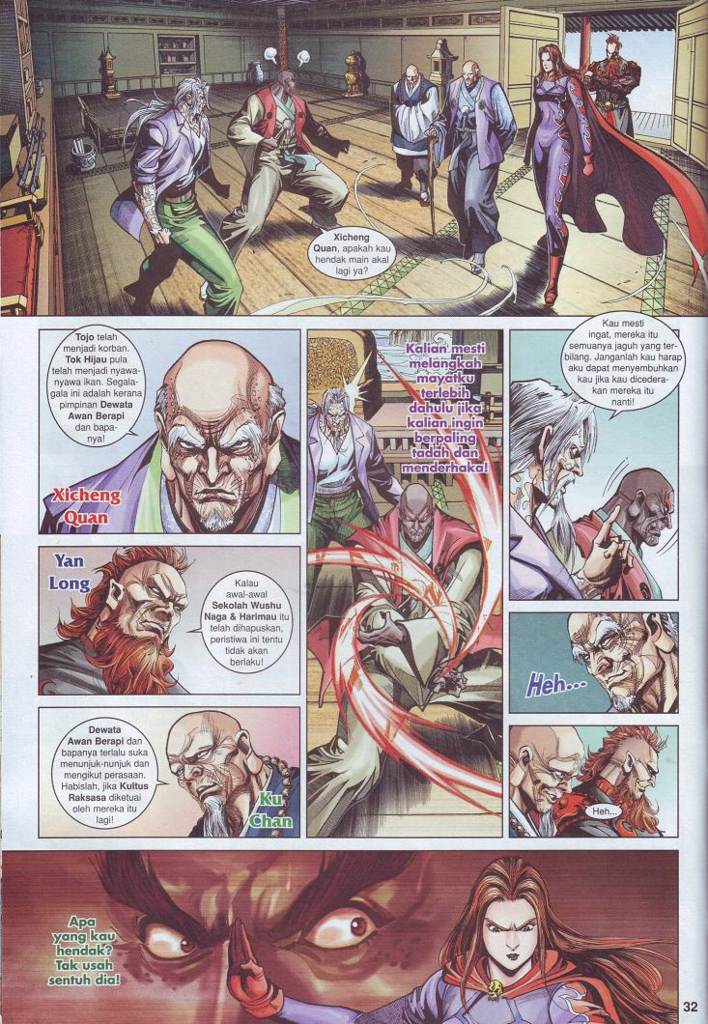 Xicheng
Quan, apakah kau
hendak main akal
lagi ya?
Tojo telah
menjadi korban.
Tok Hijau pula
telah menjadi nyawa-
nyawa ikan. Segala-
gala ini adalah kerana
pimpinan Dewata
Awan Berapi
dan bapa-
nya!
Xicheng
Quan
Yan
Long
Kalau
awal-awal
Sekolah Wushu
Naga & Harimau itu
telah dihapuskan,
peristiwa ini tentu
tidak akan
berlaku!
Dewata
Awan Berapi dan
bapanya terlalu suka
menunjuk-nunjuk dan
mengikut perasaan.
Habislah, jika Kultus
Raksasa diketuai
oleh mereka itu
lagi!
Ku
Chan
Kalian mesti
melangkah
mayatku
terlebih
dahulu jika
kalian ingin
berpaling
tadah dan
menderhaka!
Kau mesti
ingat, mereka itu
semuanya jaguh yang ter-
bilang. Janganlah kau harap
aku dapat menyembuhkan
kau jika kau dicedera-
kan mereka itu
nanti!
Heh...
Heh...
Apa
yang kau
hendak?
Tak usah
sentuh dia!
32